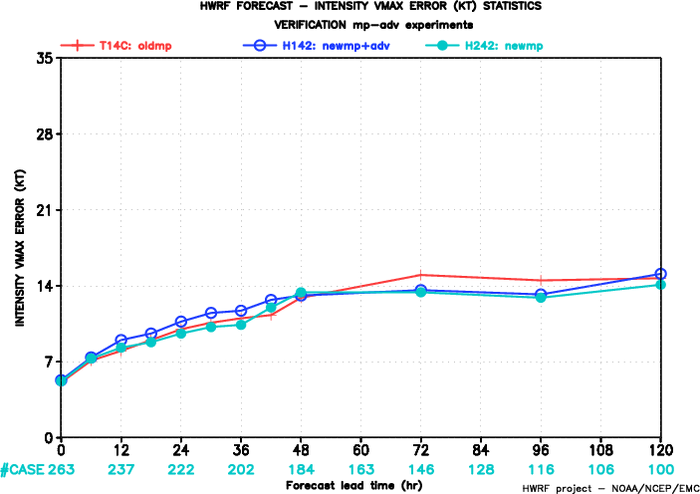 HWRF FORECAST – INTENSITY VMAX ERROR (KT) STATISTICS
VERIFICATION mp–adv experiments
T14C: oldmp H142: newmp+adv H242: newmp
35
28
21
14
7
0
INTENSITY VMAX ERROR (KT)
0 12 24 36 48 60 72 84 96 108 120
#CASE 263 237 222 202 184 163 146 128 116 106 100
Forecast lead time (hr)
HWRF project – NOAA/NCEP/EMC